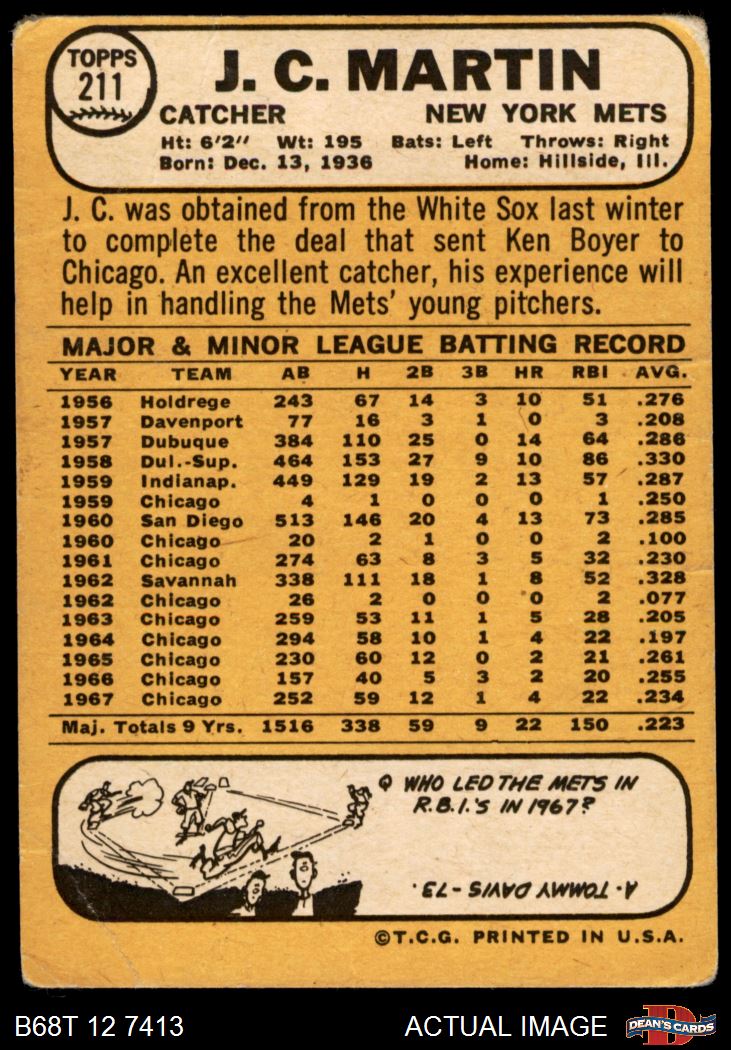 TOPPS
211
J. C. MARTIN
CATCHER NEW YORK METS
Ht: 6'2" Wt: 195 Bats: Left Throws: Right
Born: Dec. 13, 1936 Home: Hillside, Ill.
J. C. was obtained from the White Sox last winter
to complete the deal that sent Ken Boyer to
Chicago. An excellent catcher, his experience will
help in handling the Mets' young pitchers.
MAJOR & MINOR LEAGUE BATTING RECORD
YEAR TEAM AB H 2B 3B HR RBI AVG.
1956 Holdrege 243 67 14 3 10 51 .276
1957 Davenport 77 16 3 1 0 3 .208
1957 Dubuque 384 110 25 0 14 64 .286
1958 Dul.-Sup. 464 153 27 9 10 86 .330
1959 Indianap. 449 129 19 2 13 57 .287
1959 Chicago 4 1 0 0 0 1 .250
1960 San Diego 513 146 20 4 13 73 .285
1960 Chicago 20 2 1 0 0 2 .100
1961 Chicago 274 63 8 3 5 32 .230
1962 Savannah 338 111 18 1 8 52 .328
1962 Chicago 26 2 0 0 0 2 .077
1963 Chicago 259 53 11 1 5 28 .205
1964 Chicago 294 58 10 1 4 22 .197
1965 Chicago 230 60 12 0 2 21 .261
1966 Chicago 157 40 5 3 2 20 .255
1967 Chicago 252 59 12 1 4 22 .234
Maj. Totals 9 Yrs. 1516 338 59 9 22 150 .223
Q WHO LED THE METS IN
R.B.I.'S IN 1967?
A- TOMMY DAVIS - 73.
©T.C.G. PRINTED IN U.S.A.
B68T 12 7413 ACTUAL IMAGE
D
DEAN'S CARDS